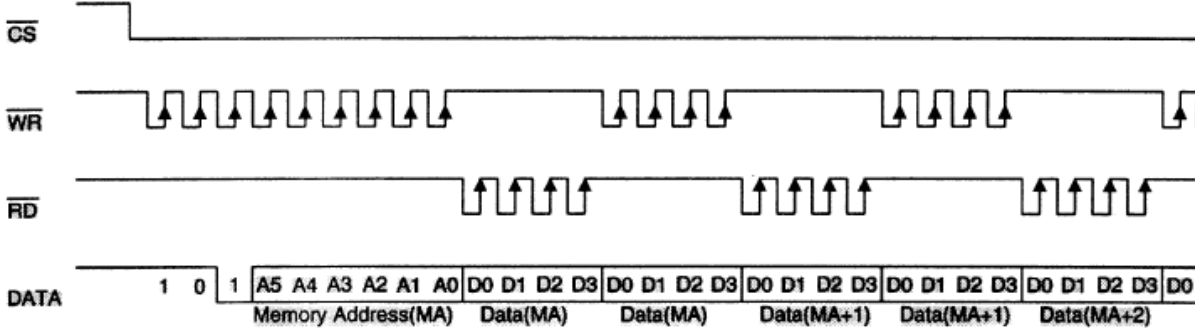 CS
WR
RD
DATA 1 0 1 A5 A4 A3 A2 A1 A0 D0 D1 D2 D3 D0 D1 D2 D3 D0 D1 D2 D3 D0 D1 D2 D3 D0 D1 D2 D3 D0
Memory Address(MA) Data(MA) Data(MA) Data(MA+1) Data(MA+1) Data(MA+2)